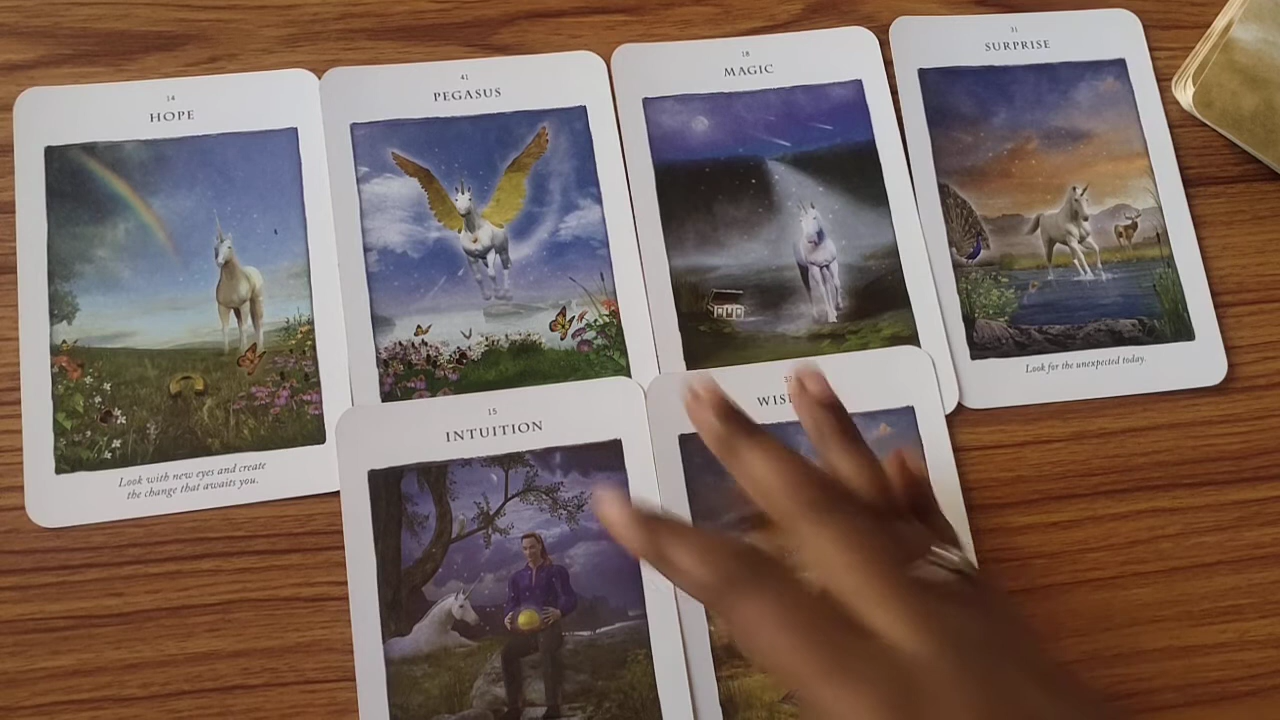 14
HOPE
Look with new eyes and create
the change that awaits you.
41
PEGASUS
18
MAGIC
31
SURPRISE
Look for the unexpected today.
15
INTUITION